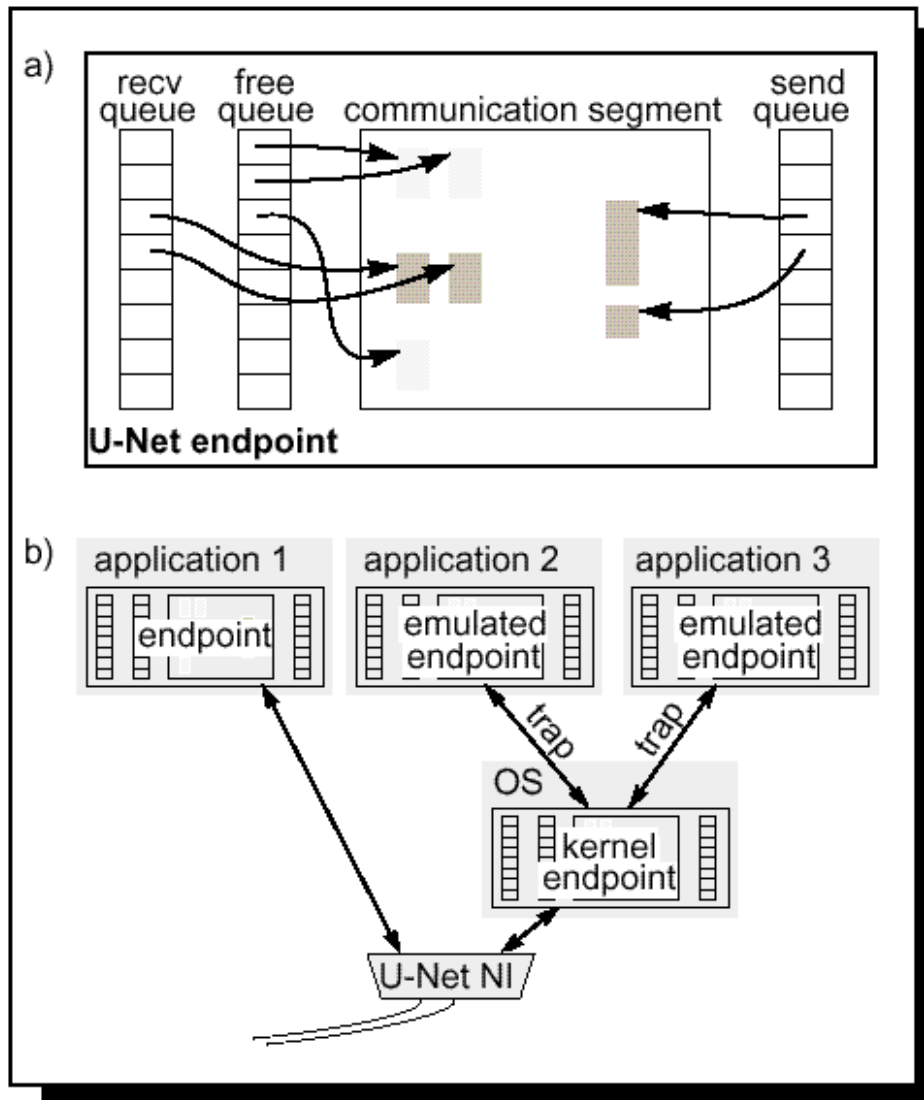 a)
recv queue
free queue
communication segment
send queue
U-Net endpoint
b)
application 1
application 2
application 3
endpoint
emulated
endpoint
emulated
endpoint
trap
trap
OS
kernel
endpoint
U-Net NI